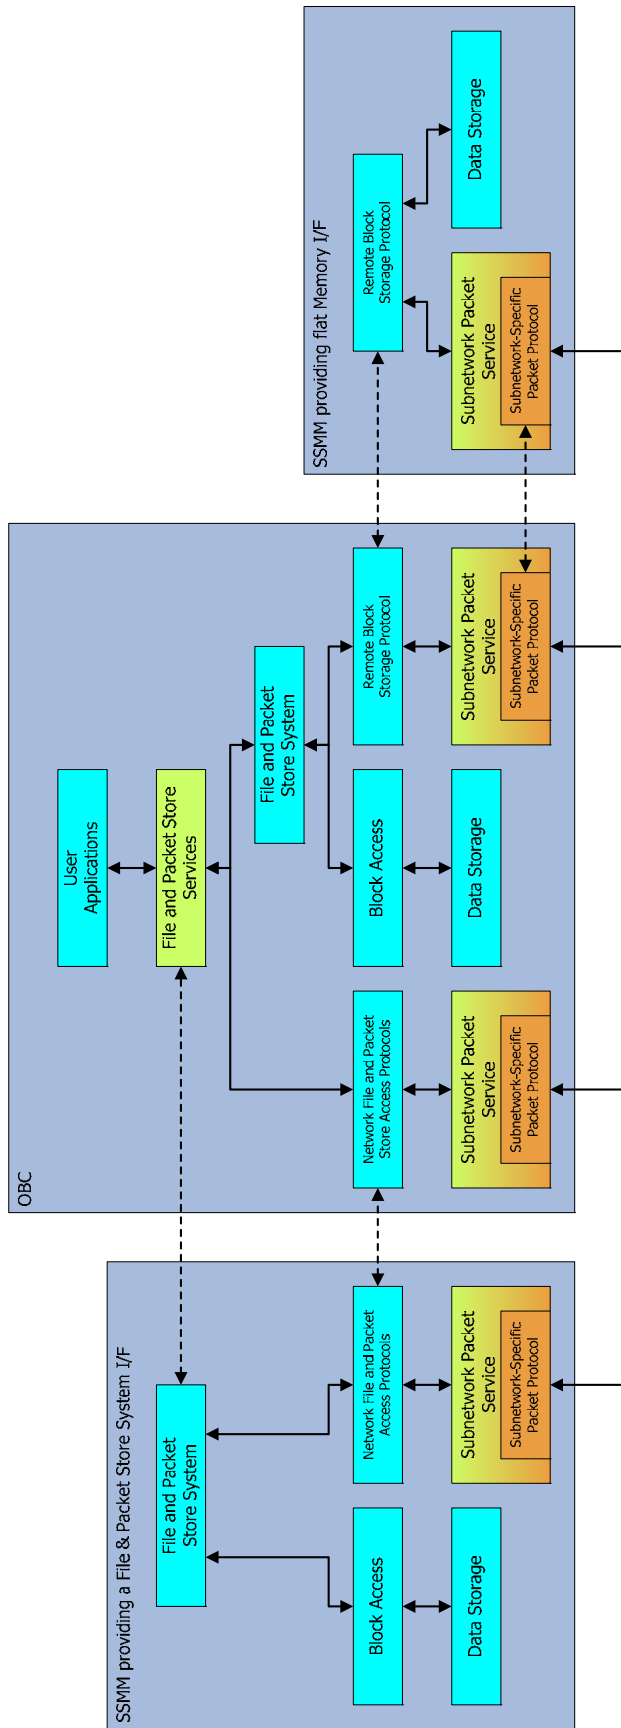 SSMM providing a File & Packet Store System I/F
File and Packet
Store System
Block Access
Network File and Packet
Access Protocols
Data Storage
Subnetwork Packet
Service
Subnetwork-Specific
Packet Protocol
OBC
User
Applications
File and Packet Store
Services
File and Packet
Store System
Network File and Packet
Store Access Protocols
Block Access
Remote Block
Storage Protocol
Subnetwork Packet
Service
Subnetwork-Specific
Packet Protocol
Data Storage
Subnetwork Packet
Service
Subnetwork-Specific
Packet Protocol
SSMM providing flat Memory I/F
Remote Block
Storage Protocol
Subnetwork Packet
Service
Subnetwork-Specific
Packet Protocol
Data Storage